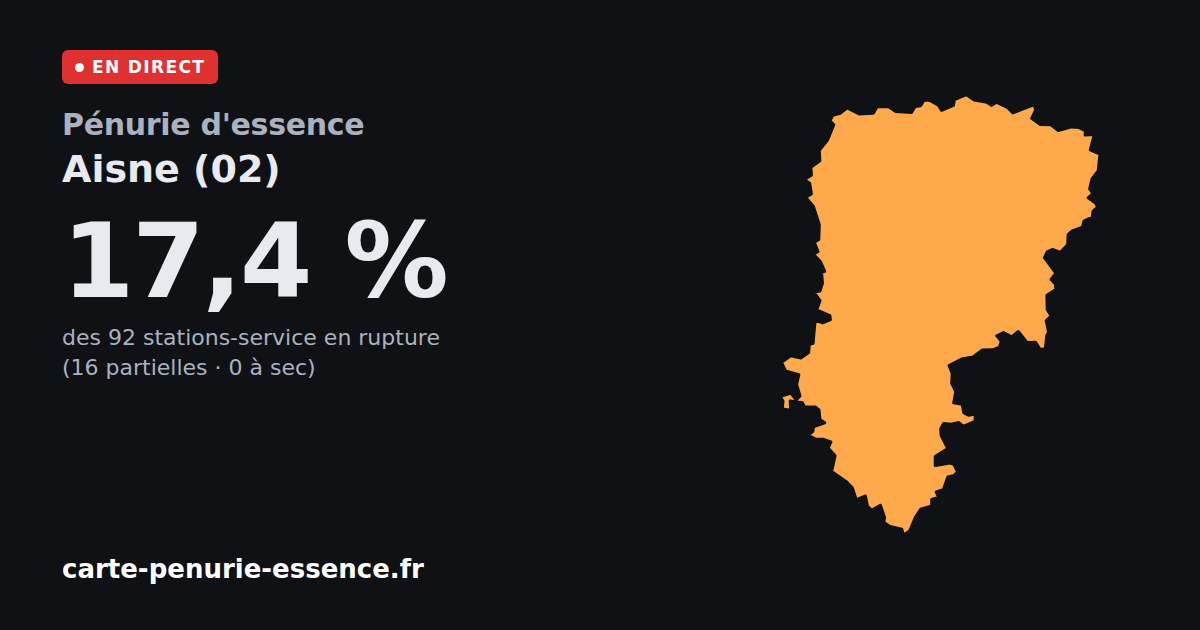 EN DIRECT
Pénurie d'essence
Aisne (02)
17,4 %
des 92 stations-service en rupture
(16 partielles · 0 à sec)
carte-penurie-essence.fr